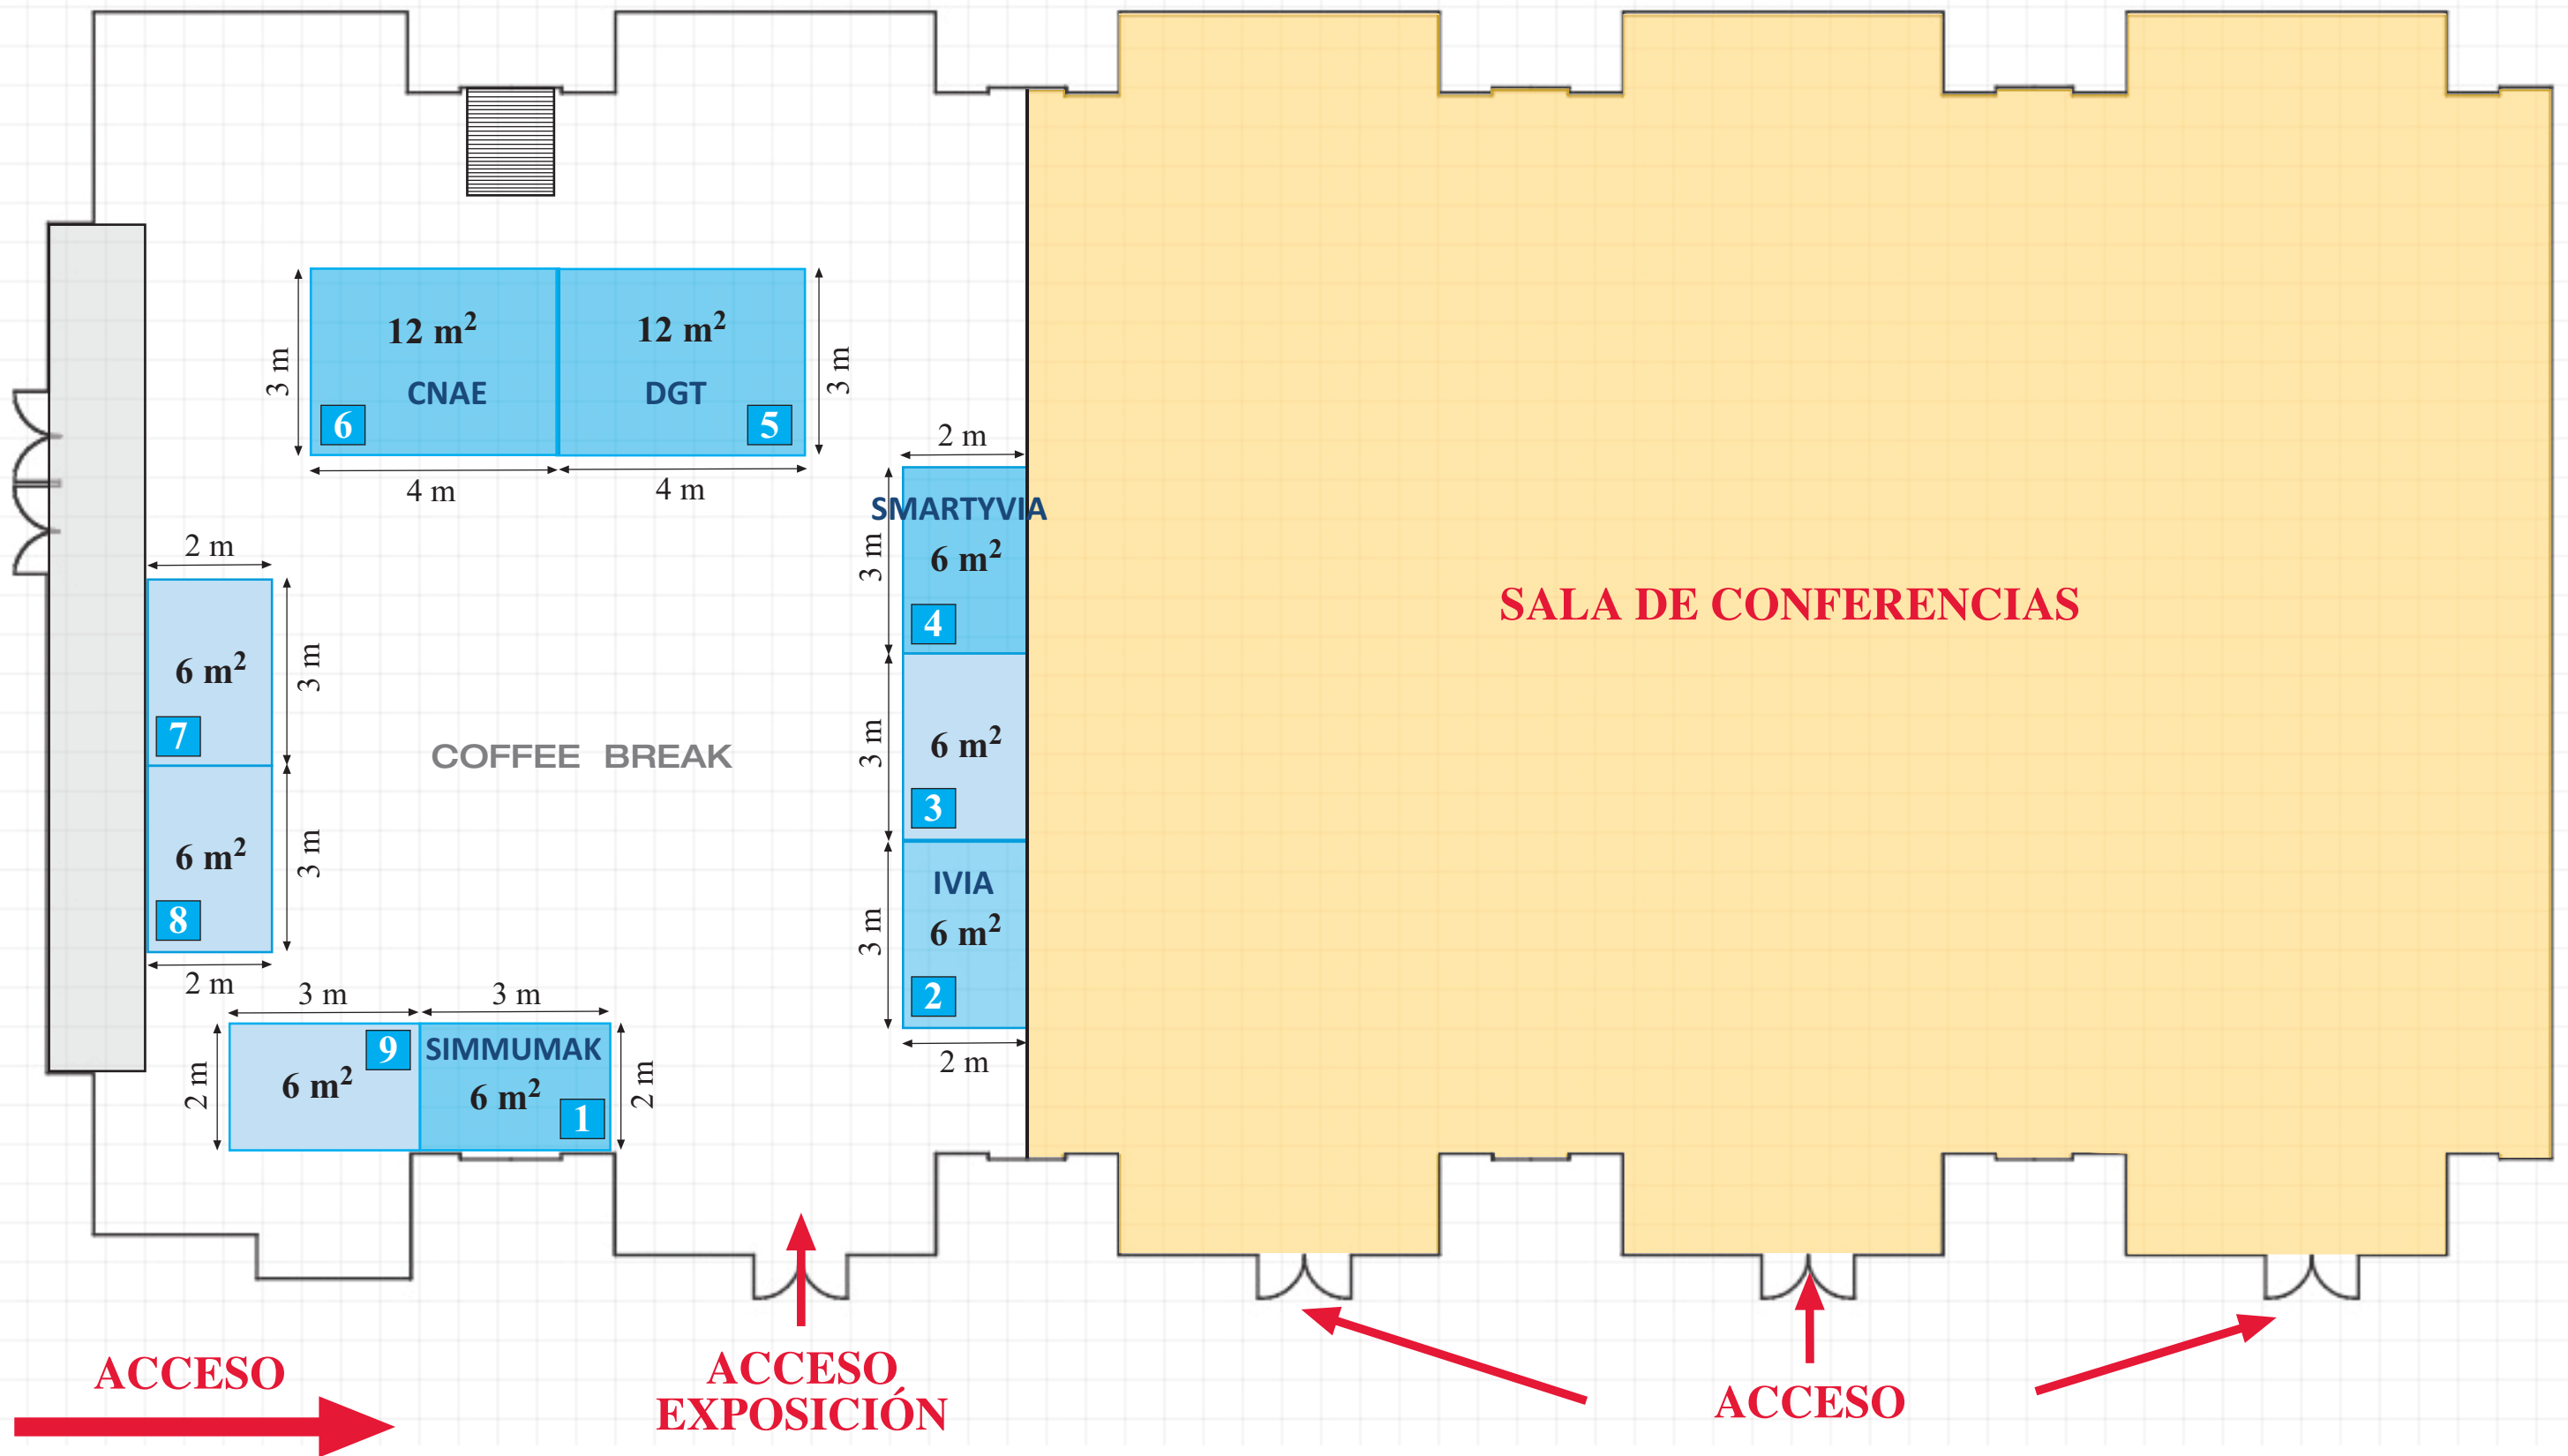 12 m²
CNAE
6
12 m²
DGT
5
3 m
3 m
4 m
4 m
2 m
SMARTYVIA
6 m²
4
3 m
6 m²
3
3 m
IVIA
6 m²
2
3 m
2 m
SALA DE CONFERENCIAS
2 m
6 m²
7
3 m
6 m²
8
3 m
2 m
COFFEE BREAK
3 m
3 m
2 m
6 m²
9
SIMMUMAK
6 m²
1
2 m
ACCESO
ACCESO
EXPOSICIÓN
ACCESO